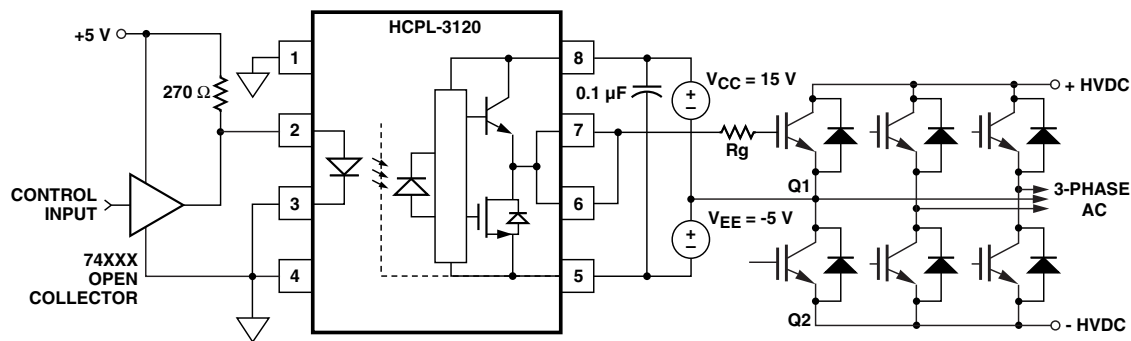 HCPL-3120
+5 V
270 Ω
1
2
3
4
8
7
6
5
CONTROL
INPUT
74XXX
OPEN
COLLECTOR
0.1 µF
VCC = 15 V
+
−
VEE = -5 V
+
−
Rg
Q1
Q2
+ HVDC
3-PHASE
AC
- HVDC